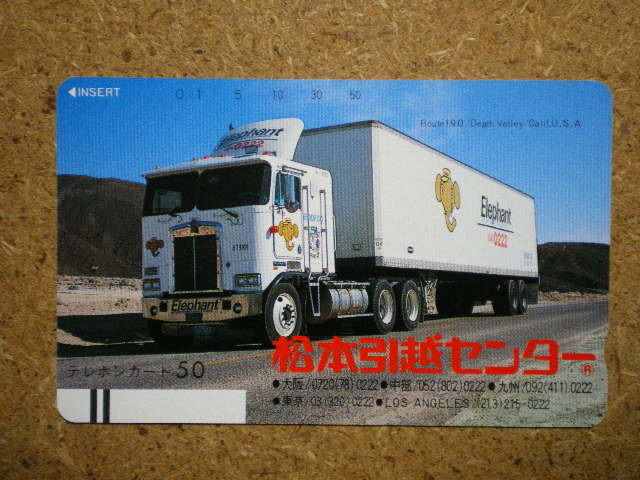 ◀INSERT 0 1 5 10 30 50
Route190/Death Valley/Calif.U.S.A
Elephant
0222
Elephant
0222
Elephant
松本引越センター®
テレホンカード50
●大阪/0720(78)0222●中部/052(802)0222●九州/092(411)0222
●東京/03(320)0222●LOS ANGELES/(213)215-0222